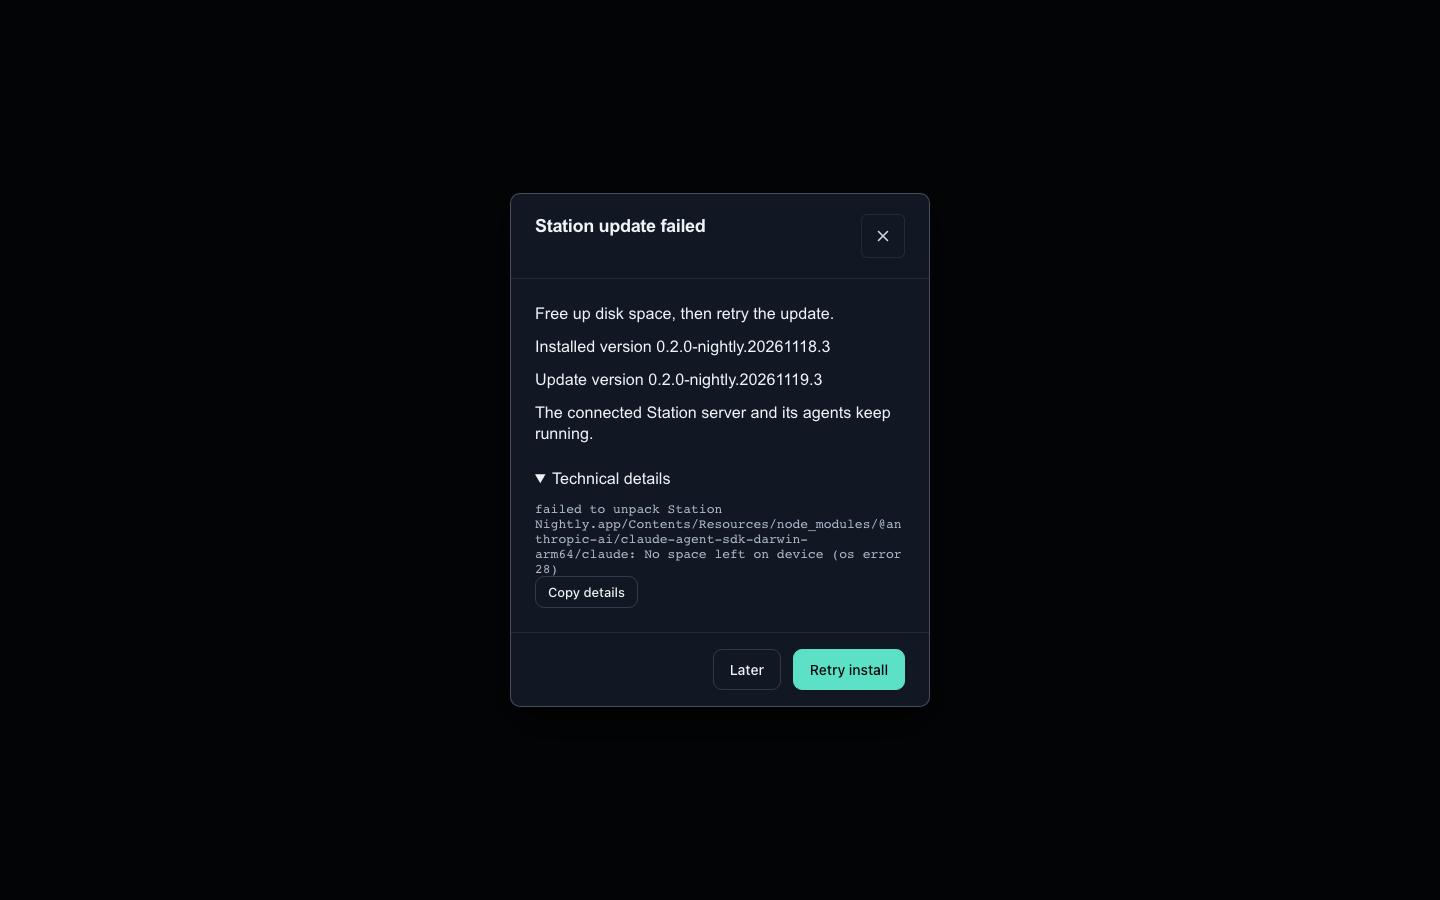 Station update failed
Free up disk space, then retry the update.
Installed version 0.2.0-nightly.20261118.3
Update version 0.2.0-nightly.20261119.3
The connected Station server and its agents keep
running.
Technical details
failed to unpack Station
Nightly.app/Contents/Resources/node_modules/@an
thropic-ai/claude-agent-sdk-darwin-
arm64/claude: No space left on device (os error
28)
Copy details
Later
Retry install